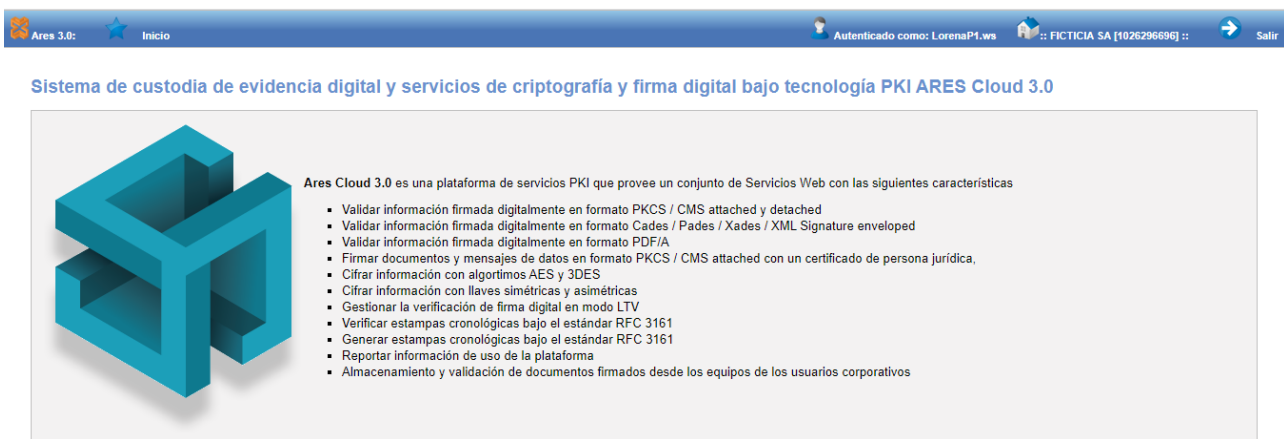 Ares 3.0: Inicio Autenticado como: LorenaP1.ws :: FICTICIA SA [1026296696] :: Salir
Sistema de custodia de evidencia digital y servicios de criptografía y firma digital bajo tecnología PKI ARES Cloud 3.0
Ares Cloud 3.0 es una plataforma de servicios PKI que provee un conjunto de Servicios Web con las siguientes características
▪ Validar información firmada digitalmente en formato PKCS / CMS attached y detached
▪ Validar información firmada digitalmente en formato Cades / Pades / Xades / XML Signature enveloped
▪ Validar información firmada digitalmente en formato PDF/A
▪ Firmar documentos y mensajes de datos en formato PKCS / CMS attached con un certificado de persona jurídica,
▪ Cifrar información con algortimos AES y 3DES
▪ Cifrar información con llaves simétricas y asimétricas
▪ Gestionar la verificación de firma digital en modo LTV
▪ Verificar estampas cronológicas bajo el estándar RFC 3161
▪ Generar estampas cronológicas bajo el estándar RFC 3161
▪ Reportar información de uso de la plataforma
▪ Almacenamiento y validación de documentos firmados desde los equipos de los usuarios corporativos